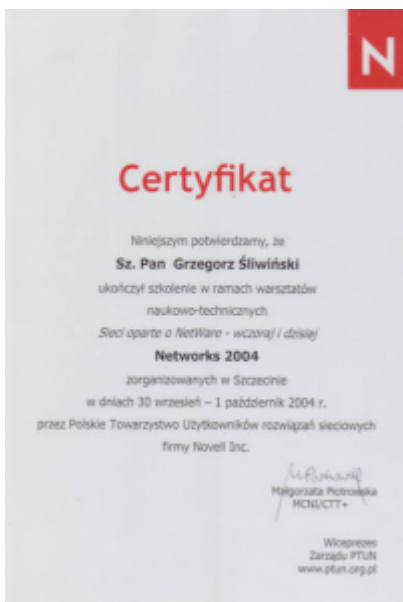 N
Certyfikat
Niniejszym potwierdzamy, że
Sz. Pan Grzegorz Śliwiński
ukończył szkolenie w ramach warsztatów
naukowo-technicznych
Sieci oparte o NetWare - wczoraj i dzisiaj
Networks 2004
zorganizowanych w Szczecinie
w dniach 30 wrzesień – 1 październik 2004 r.
przez Polskie Towarzystwo Użytkowników rozwiązań sieciowych
firmy Novell Inc.
Małgorzata Piotrowska
MCNI/CTT+
Wiceprezes
Zarządu PTUN
www.ptun.org.pl